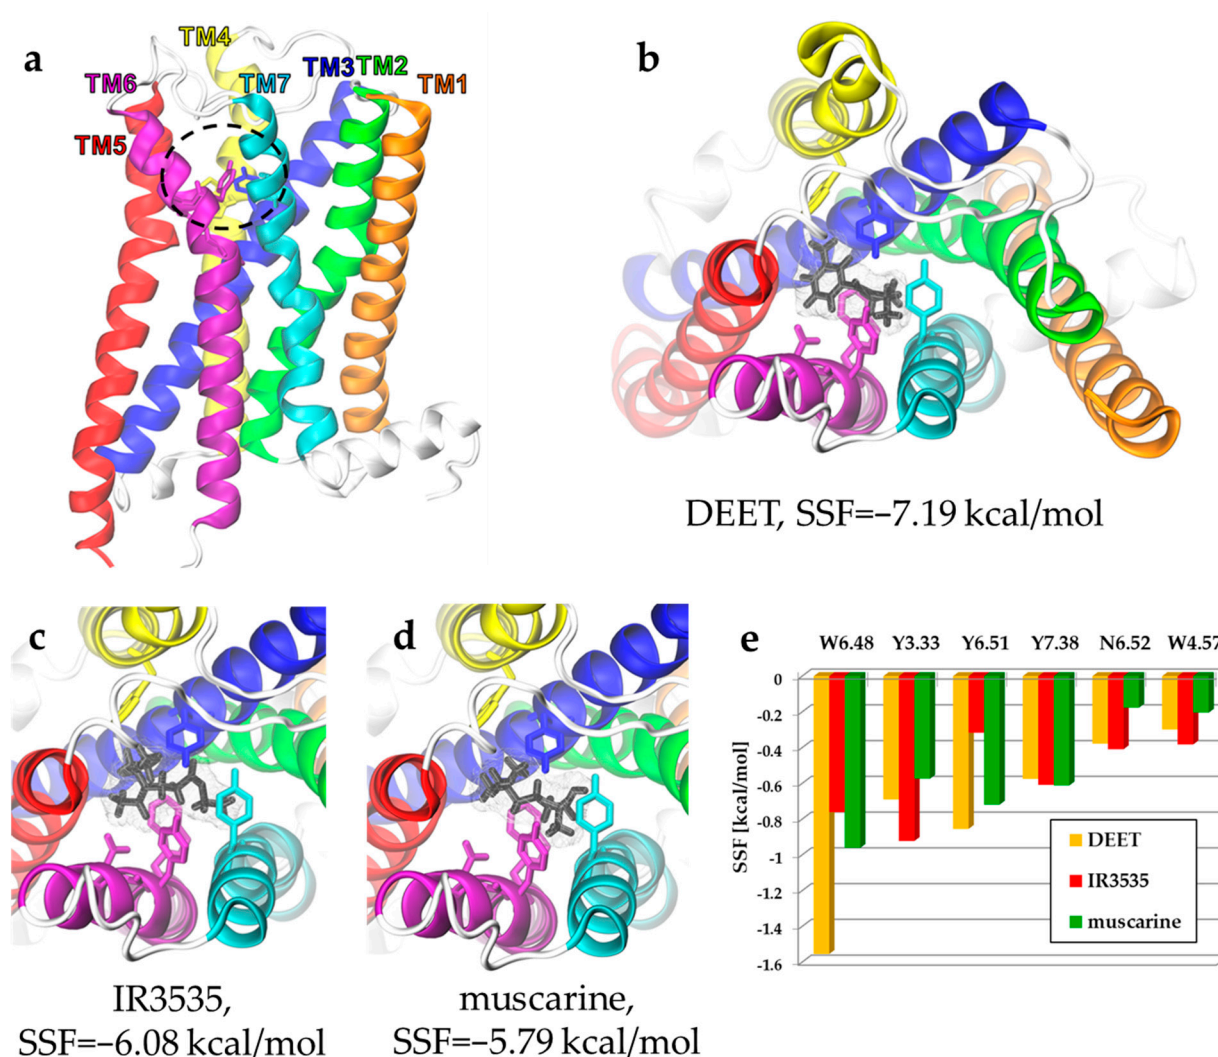 a
TM4
TM6
TM7
TM3
TM2
TM1
TM5
b
DEET, SSF=–7.19 kcal/mol
c
IR3535,
SSF=–6.08 kcal/mol
d
muscarine,
SSF=–5.79 kcal/mol
e
W6.48 Y3.33 Y6.51 Y7.38 N6.52 W4.57
SSF [kcal/mol]
0
-0.2
-0.4
-0.6
-0.8
-1
-1.2
-1.4
-1.6
DEET
IR3535
muscarine